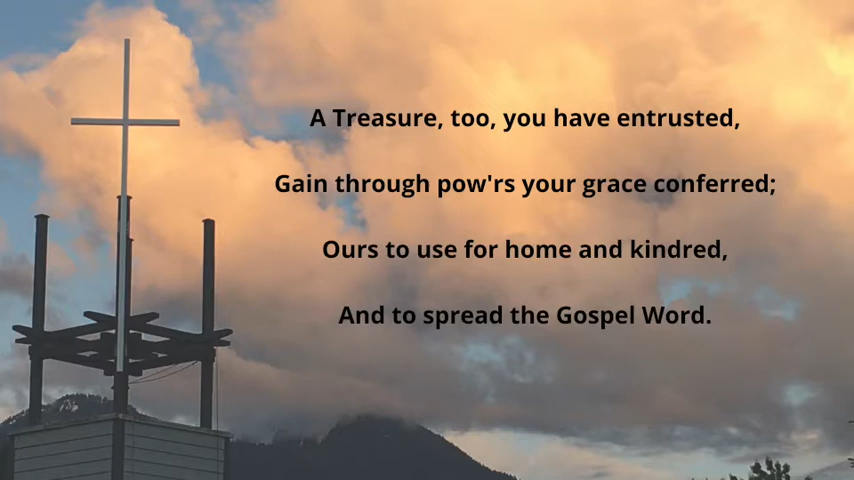 A Treasure, too, you have entrusted,
Gain through pow'rs your grace conferred;
Ours to use for home and kindred,
And to spread the Gospel Word.